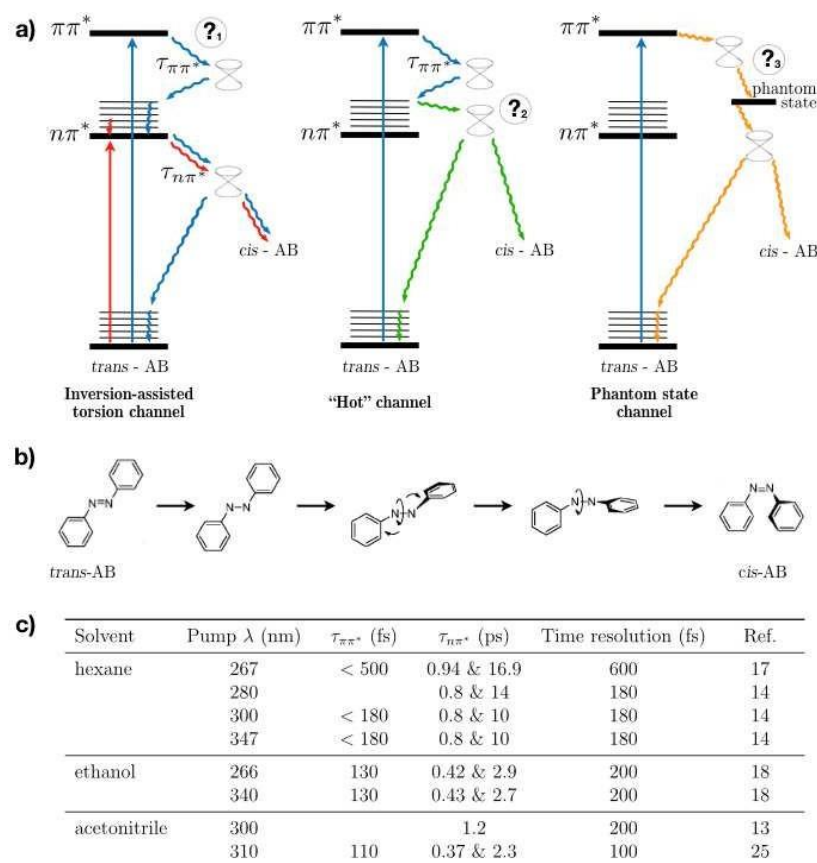 a)
ππ* ?₁ ππ* ππ* ?₃
τππ* τππ* phantom
state
nπ* nπ* ?₂ nπ*
τnπ*
cis - AB cis - AB cis - AB
trans - AB trans - AB trans - AB
Inversion-assisted
torsion channel
“Hot” channel
Phantom state
channel
b)
N=N N-N N-N N-N N=N
trans-AB cis-AB
c)
Solvent Pump λ (nm) τππ* (fs) τnπ* (ps) Time resolution (fs) Ref.
hexane 267 < 500 0.94 & 16.9 600 17
280 0.8 & 14 180 14
300 < 180 0.8 & 10 180 14
347 < 180 0.8 & 10 180 14
ethanol 266 130 0.42 & 2.9 200 18
340 130 0.43 & 2.7 200 18
acetonitrile 300 1.2 200 13
310 110 0.37 & 2.3 100 25